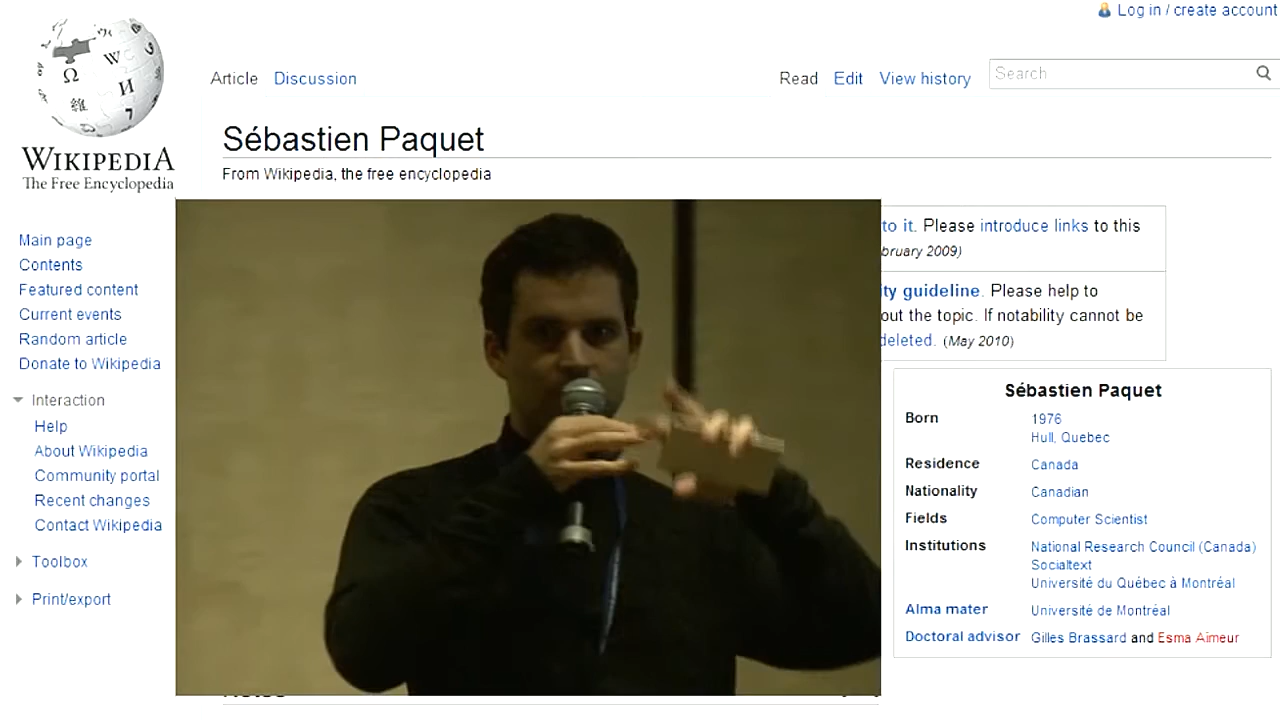 Log in / create account
Article Discussion Read Edit View history Search
Sébastien Paquet
From Wikipedia, the free encyclopedia
WIKIPEDIA
The Free Encyclopedia
Main page
Contents
Featured content
Current events
Random article
Donate to Wikipedia
Interaction
Help
About Wikipedia
Community portal
Recent changes
Contact Wikipedia
Toolbox
Print/export
to it. Please introduce links to this
bruary 2009)
ity guideline. Please help to
out the topic. If notability cannot be
deleted. (May 2010)
Sébastien Paquet
Born 1976
Hull, Quebec
Residence Canada
Nationality Canadian
Fields Computer Scientist
Institutions National Research Council (Canada)
Socialtext
Université du Québec à Montréal
Alma mater Université de Montréal
Doctoral advisor Gilles Brassard and Esma Aimeur